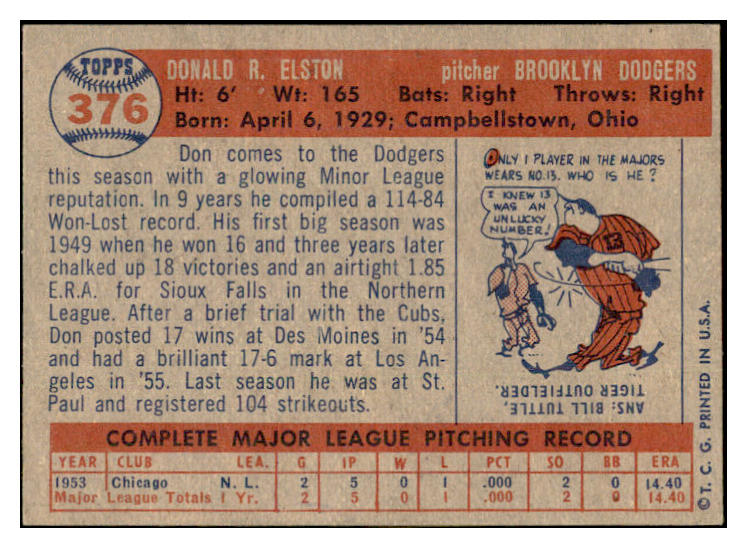 TOPPS
376
DONALD R. ELSTON pitcher BROOKLYN DODGERS
Ht: 6' Wt: 165 Bats: Right Throws: Right
Born: April 6, 1929; Campbellstown, Ohio
Don comes to the Dodgers
this season with a glowing Minor League
reputation. In 9 years he compiled a 114-84
Won-Lost record. His first big season was
1949 when he won 16 and three years later
chalked up 18 victories and an airtight 1.85
E.R.A. for Sioux Falls in the Northern
League. After a brief trial with the Cubs,
Don posted 17 wins at Des Moines in '54
and had a brilliant 17-6 mark at Los An-
geles in '55. Last season he was at St.
Paul and registered 104 strikeouts.
ONLY 1 PLAYER IN THE MAJORS
WEARS NO.13. WHO IS HE?
I KNEW 13
WAS AN
UNLUCKY
NUMBER!
13
ANS: BILL TUTTLE,
TIGER OUTFIELDER.
COMPLETE MAJOR LEAGUE PITCHING RECORD
YEAR CLUB LEA. G IP W L PCT SO BB ERA
1953 Chicago N. L. 2 5 0 1 .000 2 0 14.40
Major League Totals 1 Yr. 2 5 0 1 .000 2 0 14.40
© T. C. G. PRINTED IN U.S.A.